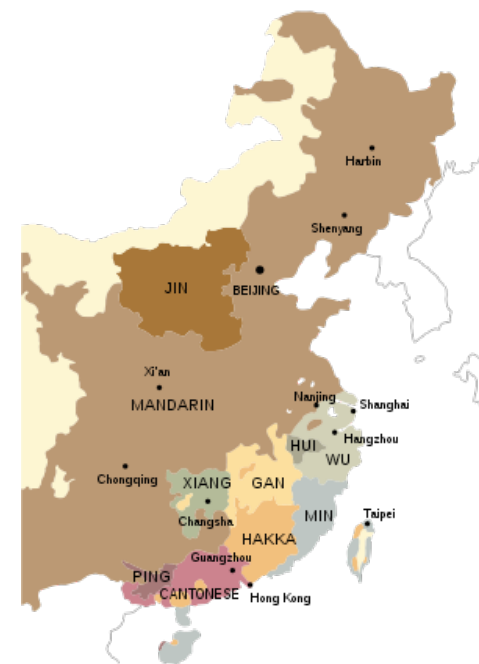 Harbin
Shenyang
JIN
BEIJING
Xi'an
MANDARIN
Nanjing
Shanghai
Hangzhou
HUI
WU
Chongqing
XIANG
GAN
Changsha
MIN
Taipei
HAKKA
Guangzhou
PING
CANTONESE
Hong Kong